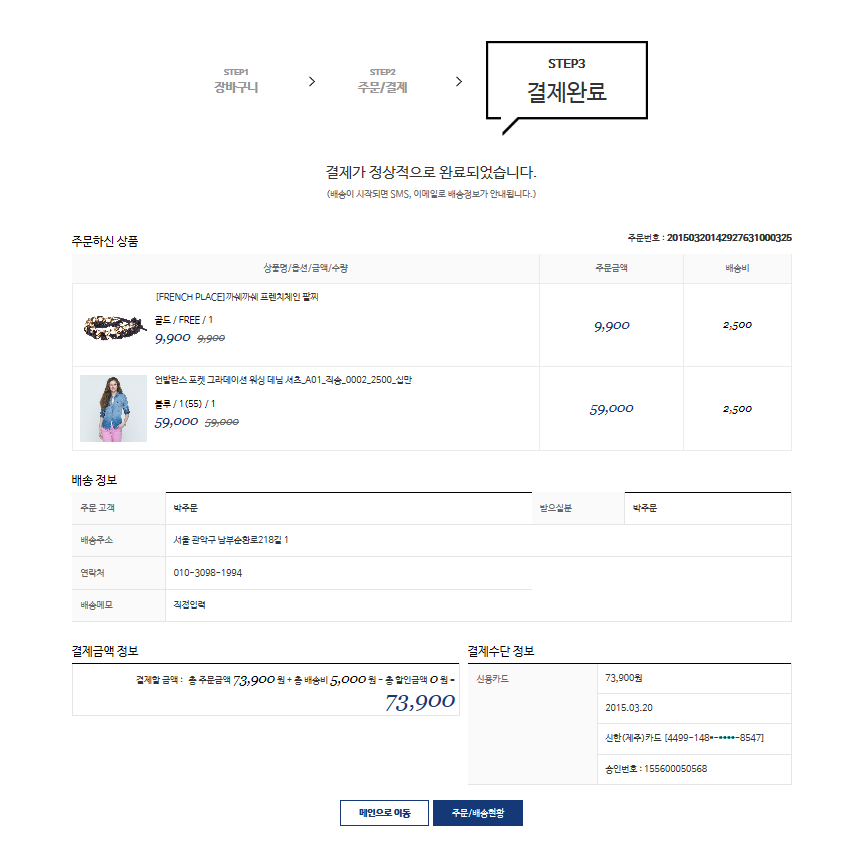 STEP1
장바구니
STEP2
주문/결제
STEP3
결제완료
결제가 정상적으로 완료되었습니다.
(배송이 시작되면 SMS, 이메일로 배송정보가 안내됩니다.)
주문하신 상품
주문번호 : 20150320142927631000325
상품명/옵션/금액/수량 주문금액 배송비
[FRENCH PLACE]까쉐까쉐 프렌치체인 팔찌
골드 / FREE / 1
9,900 9,900
9,900
2,500
언발란스 포켓 그라데이션 워싱 데님 셔츠_A01_직송_0002_2500_십만
블루 / 1(55) / 1
59,000 59,000
59,000
2,500
배송 정보
주문 고객 박주문 받으실분 박주문
배송주소 서울 관악구 남부순환로218길 1
연락처 010-3098-1994
배송메모 직접입력
결제금액 정보
결제할 금액 : 총 주문금액 73,900 원 + 총 배송비 5,000 원 - 총 할인금액 0 원 =
73,900
결제수단 정보
신용카드 73,900원
2015.03.20
신한(제주)카드 [4499-148*-****-8547]
승인번호 : 155600050568
메인으로 이동 주문/배송현황